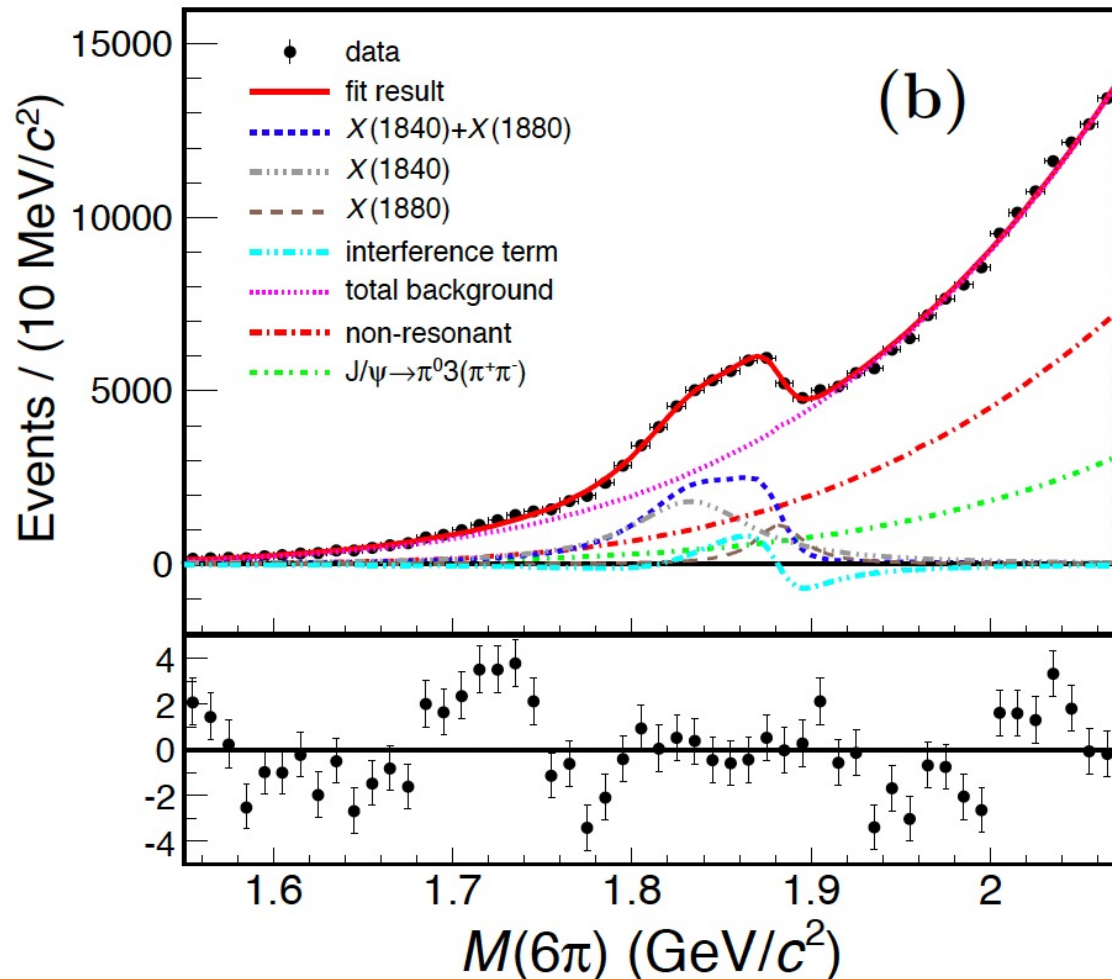 15000
10000
5000
0
Events / (10 MeV/c²)
data
fit result
X(1840)+X(1880)
X(1840)
X(1880)
interference term
total background
non-resonant
J/ψ→π⁰3(π⁺π⁻)
(b)
4
2
0
-2
-4
1.6
1.7
1.8
1.9
2
M(6π) (GeV/c²)